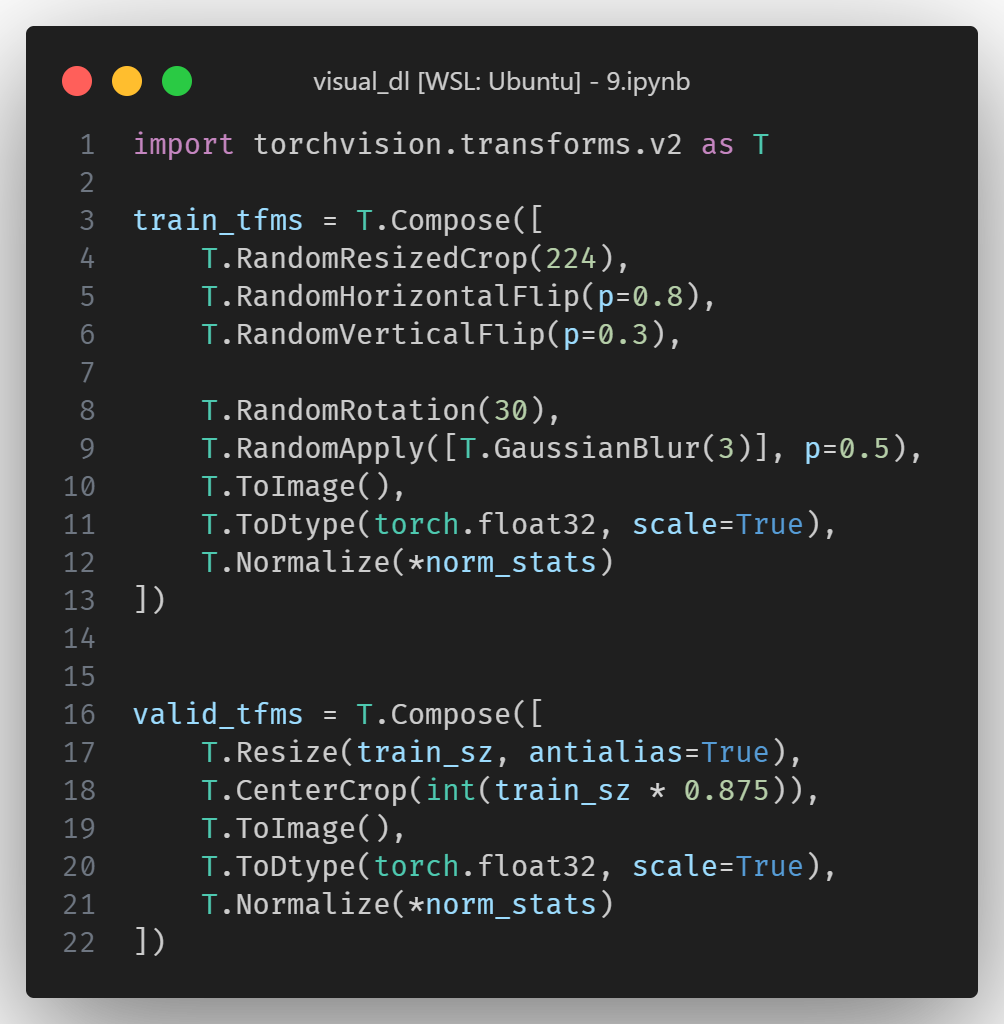 visual_dl [WSL: Ubuntu] - 9.ipynb
1 import torchvision.transforms.v2 as T
2
3 train_tfms = T.Compose([
4     T.RandomResizedCrop(224),
5     T.RandomHorizontalFlip(p=0.8),
6     T.RandomVerticalFlip(p=0.3),
7
8     T.RandomRotation(30),
9     T.RandomApply([T.GaussianBlur(3)], p=0.5),
10     T.ToImage(),
11     T.ToDtype(torch.float32, scale=True),
12     T.Normalize(*norm_stats)
13 ])
14
15
16 valid_tfms = T.Compose([
17     T.Resize(train_sz, antialias=True),
18     T.CenterCrop(int(train_sz * 0.875)),
19     T.ToImage(),
20     T.ToDtype(torch.float32, scale=True),
21     T.Normalize(*norm_stats)
22 ])